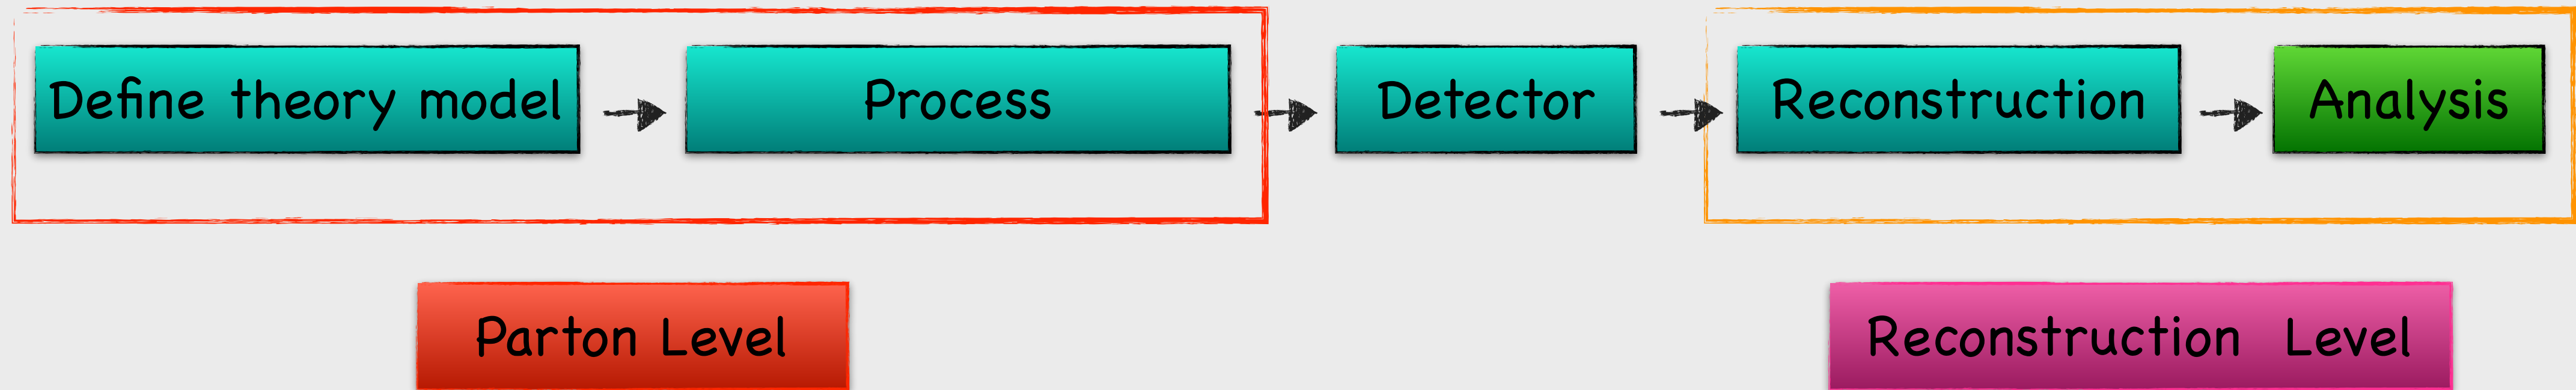 Define theory model
Process
Detector
Reconstruction
Analysis
Parton Level
Reconstruction Level